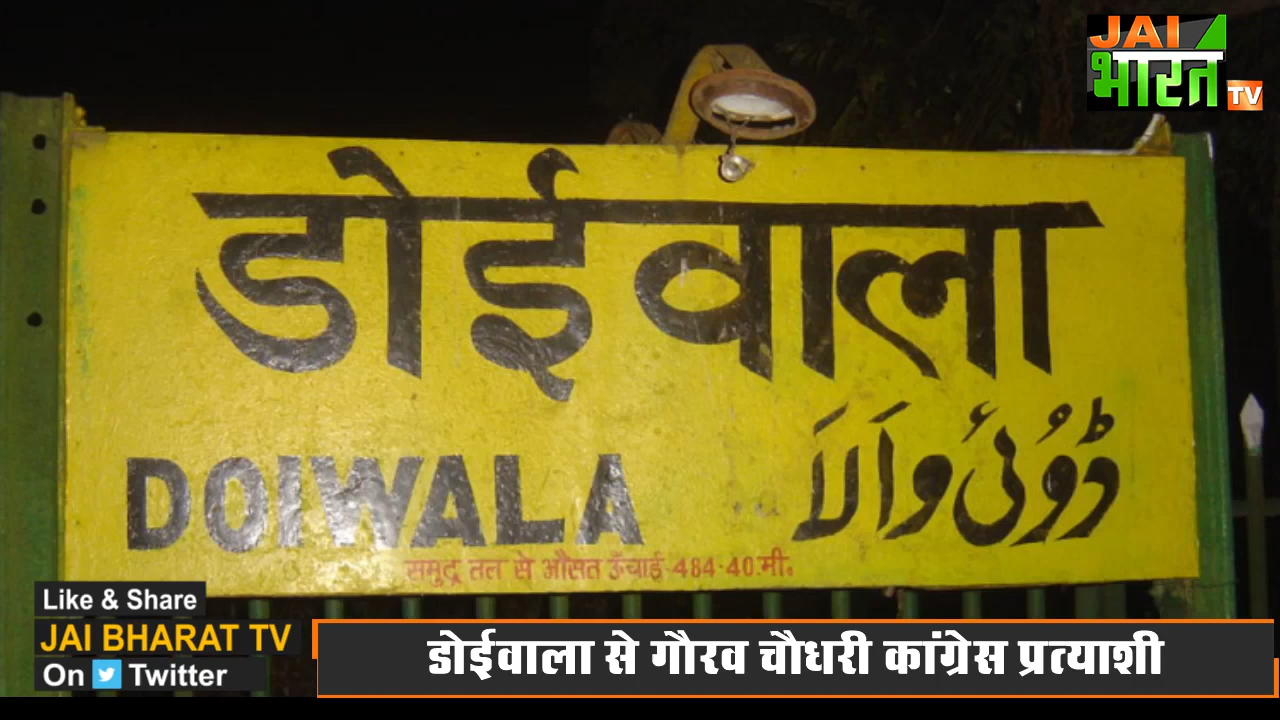 JAI
भारत
TV
डोईवाला
DOIWALA
ڈوئی والا
समुद्र तल से औसत ऊँचाई 484·40.मी.
Like & Share
JAI BHARAT TV
On Twitter
डोईवाला से गौरव चौधरी कांग्रेस प्रत्याशी